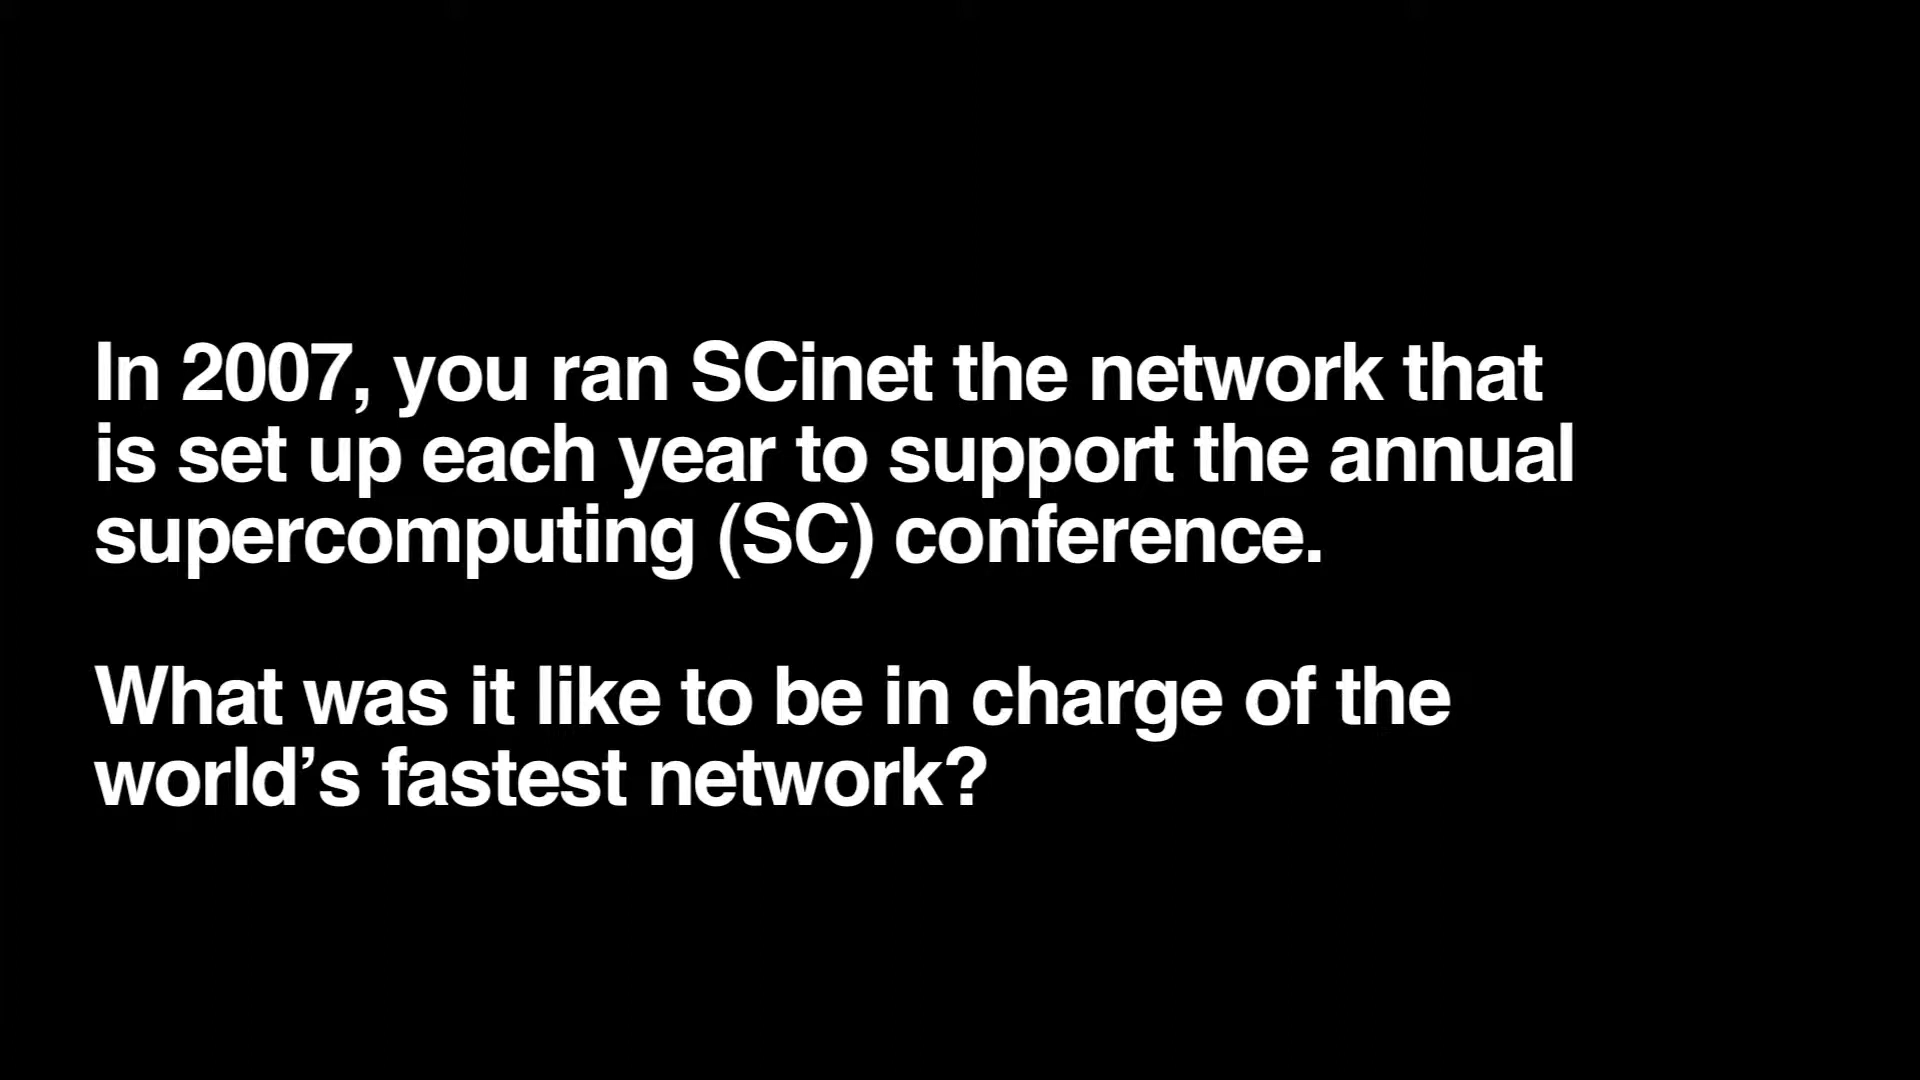 In 2007, you ran SCinet the network that
is set up each year to support the annual
supercomputing (SC) conference.
What was it like to be in charge of the
world’s fastest network?